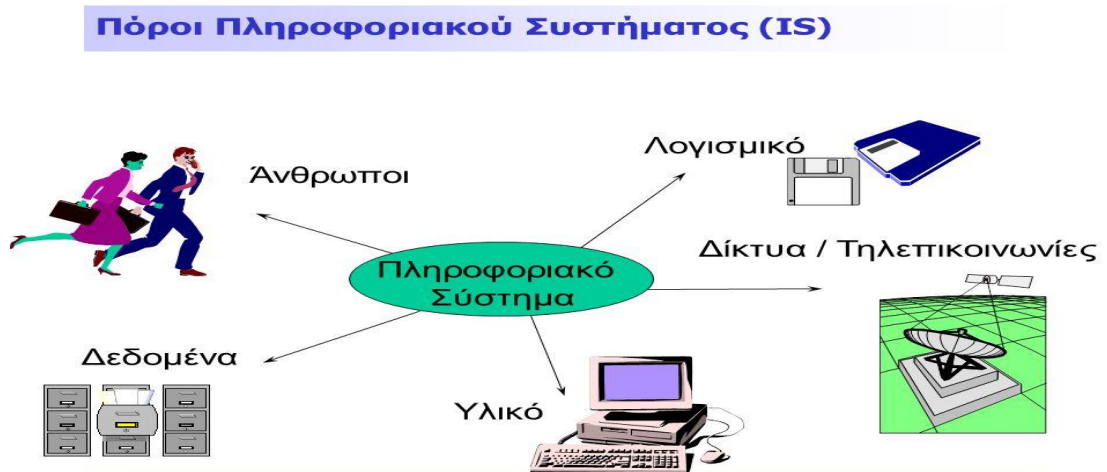 Πόροι Πληροφοριακού Συστήματος (IS)
Λογισμικό
Άνθρωποι
Δίκτυα / Τηλεπικοινωνίες
Πληροφοριακό
Σύστημα
Δεδομένα
Υλικό